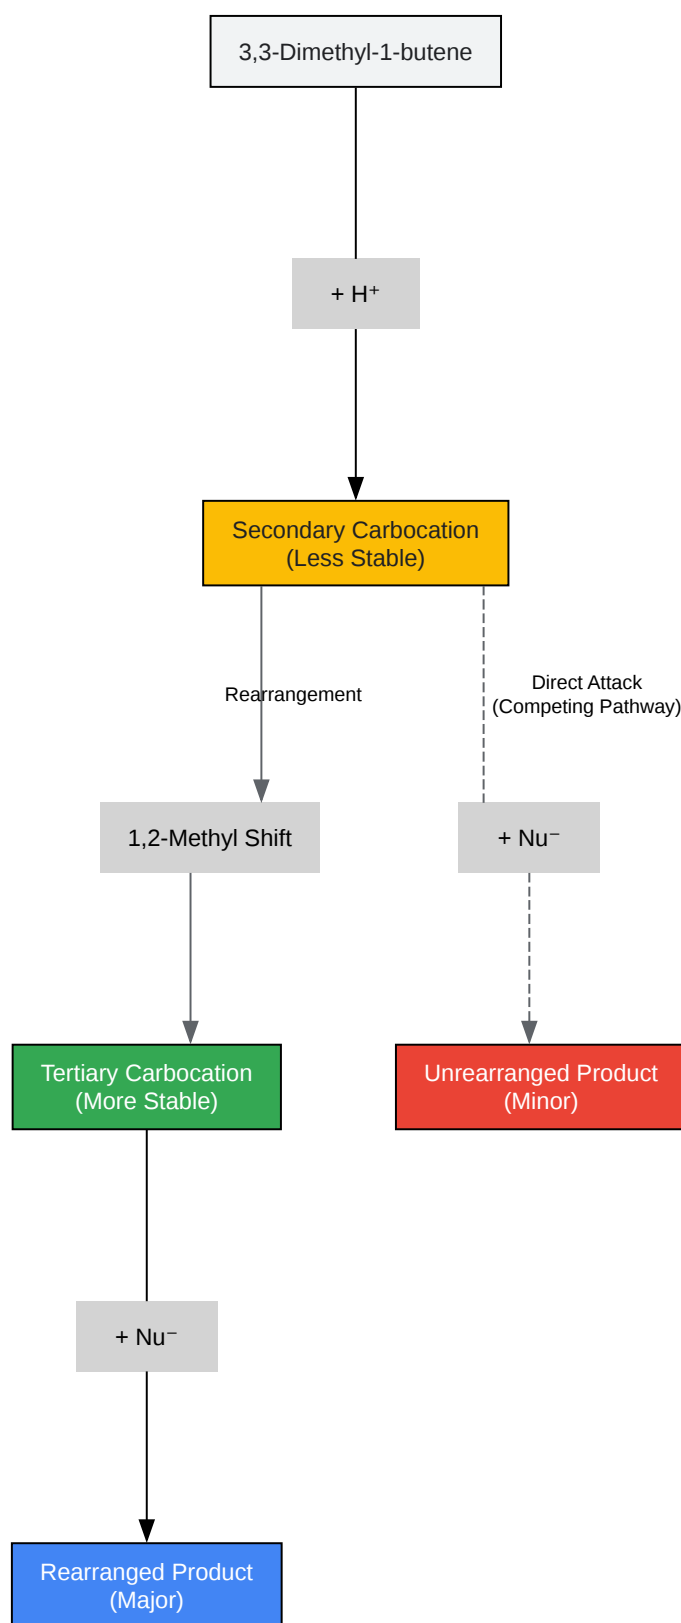 3,3-Dimethyl-1-butene
+ H⁺
Secondary Carbocation
(Less Stable)
Rearrangement
Direct Attack
(Competing Pathway)
1,2-Methyl Shift
+ Nu⁻
Tertiary Carbocation
(More Stable)
Unrearranged Product
(Minor)
+ Nu⁻
Rearranged Product
(Major)